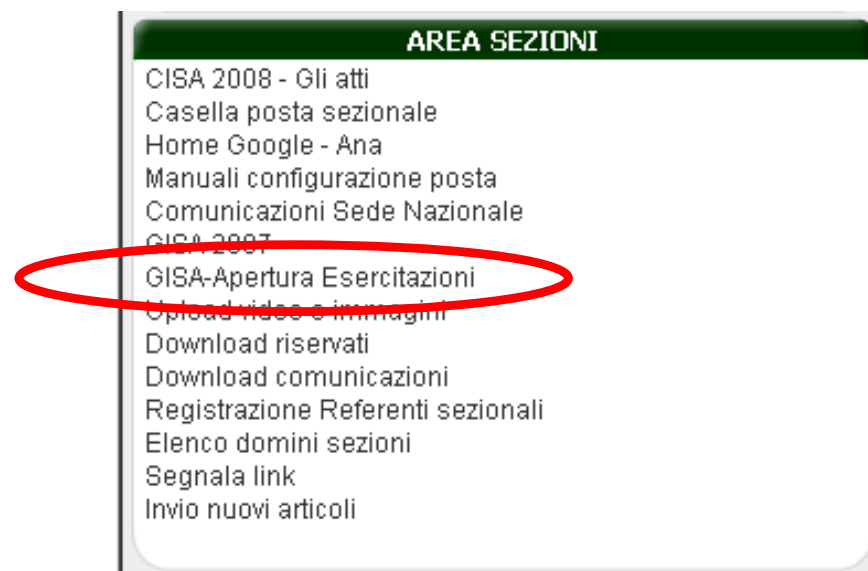 AREA SEZIONI
CISA 2008 - Gli atti
Casella posta sezionale
Home Google - Ana
Manuali configurazione posta
Comunicazioni Sede Nazionale
GISA 2007
GISA-Apertura Esercitazioni
Upload video e immagini
Download riservati
Download comunicazioni
Registrazione Referenti sezionali
Elenco domini sezioni
Segnala link
Invio nuovi articoli